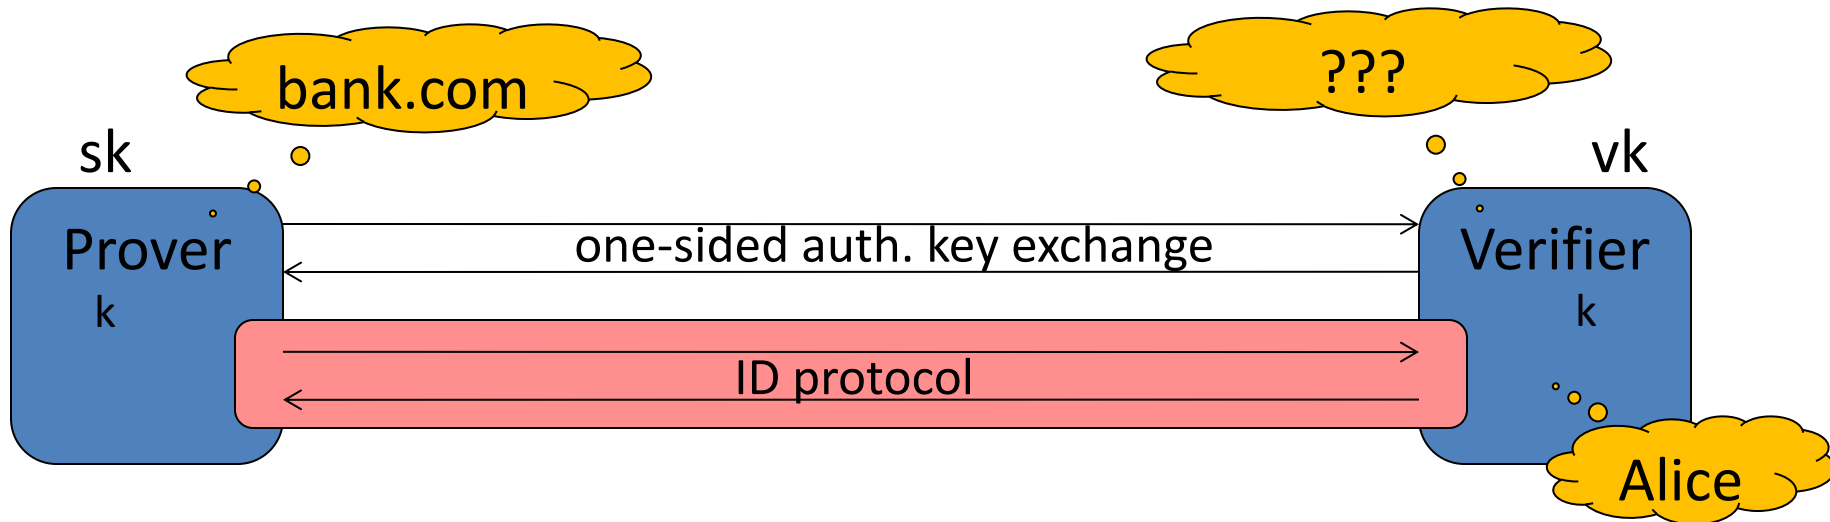 bank.com
???
sk
vk
Prover
one-sided auth. key exchange
Verifier
k
k
ID protocol
Alice